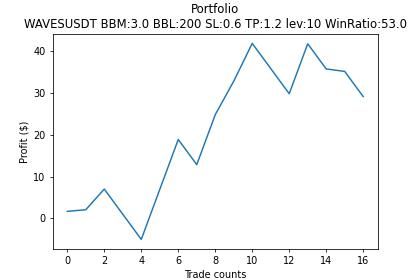 Portfolio
WAVESUSDT BBM:3.0 BBL:200 SL:0.6 TP:1.2 lev:10 WinRatio:53.0
40
30
20
10
0
Profit ($)
0 2 4 6 8 10 12 14 16
Trade counts